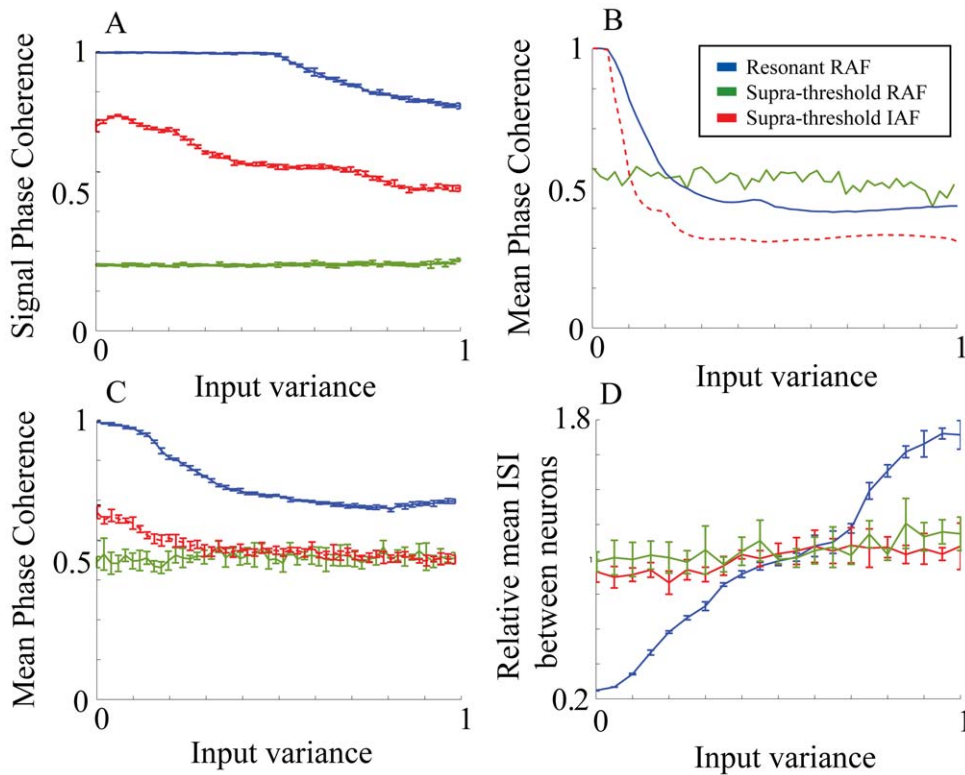 A
Signal Phase Coherence
1
0.5
0
0
1
Input variance
B
Mean Phase Coherence
1
0.5
0
0
1
Input variance
Resonant RAF
Supra-threshold RAF
Supra-threshold IAF
C
Mean Phase Coherence
1
0.5
0
0
1
Input variance
D
Relative mean ISI
between neurons
1.8
0.2
0
1
Input variance